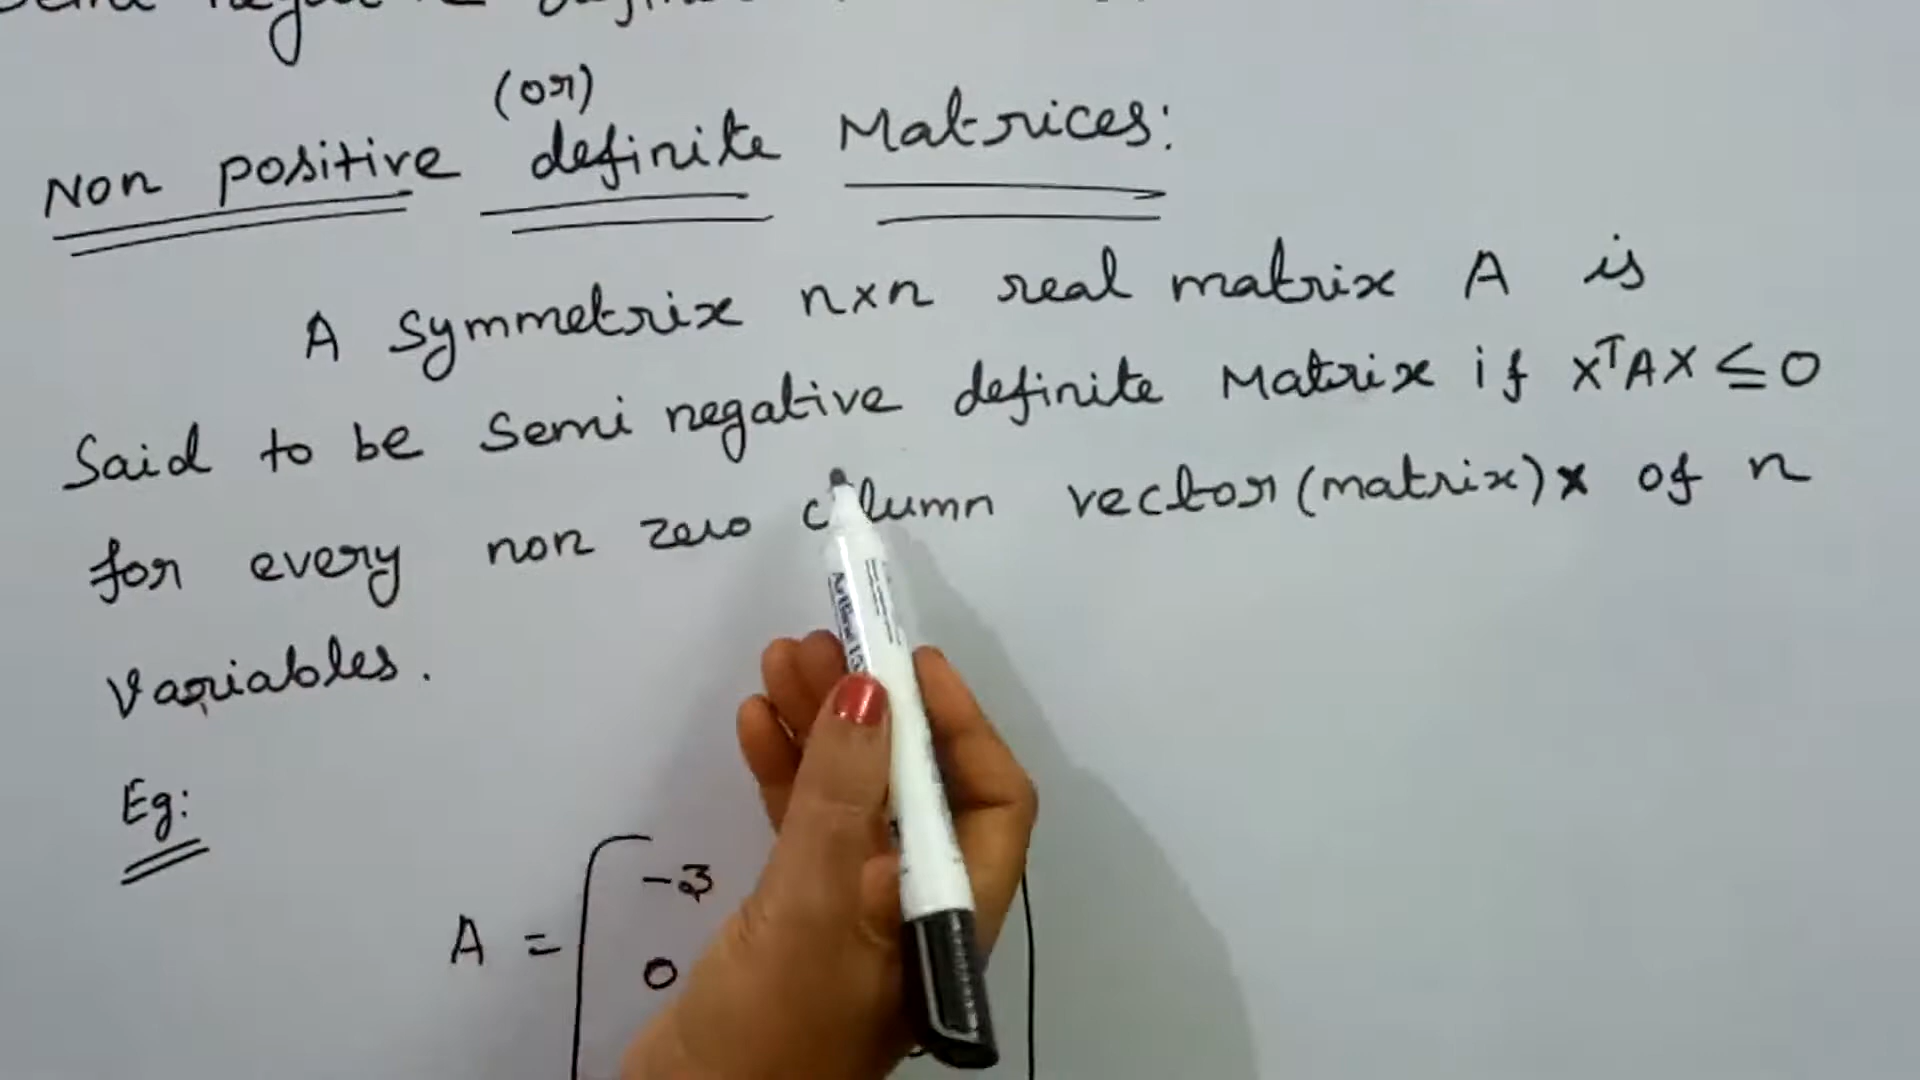 (or)
Non positive definite Matrices:
A Symmetrix n×n real matrix A is
Said to be Semi negative definite Matrix if XᵀAX ≤ 0
for every non zero column vector (matrix) x of n
Variables.
Eg:
-3
A =
0